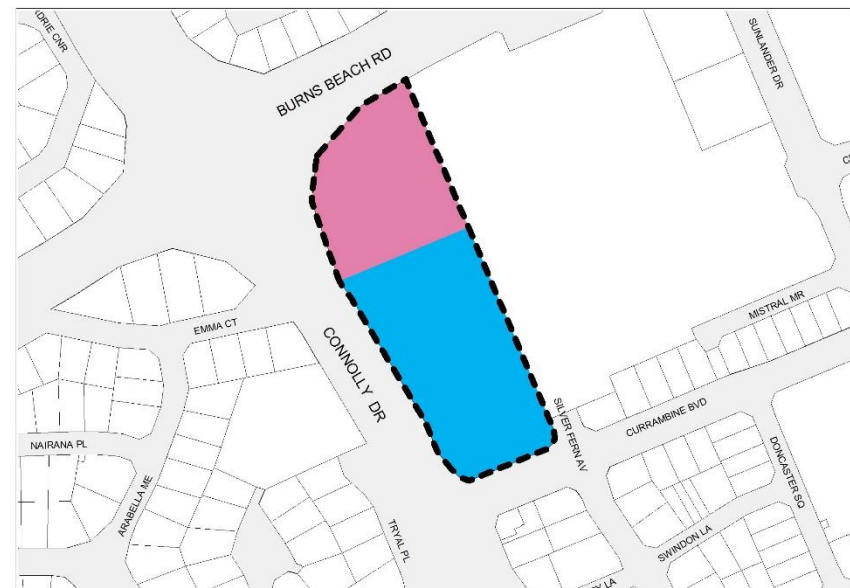 BURNS BEACH RD
SUNLANDER DR
EMMA CT
CONNOLLY DR
MISTRAL MR
SILVER FERN AV
CURRAMBINE BVD
NAIRANA PL
ARABELLA ME
DONCASTER SQ
TRYAL PL
SWINDON LA